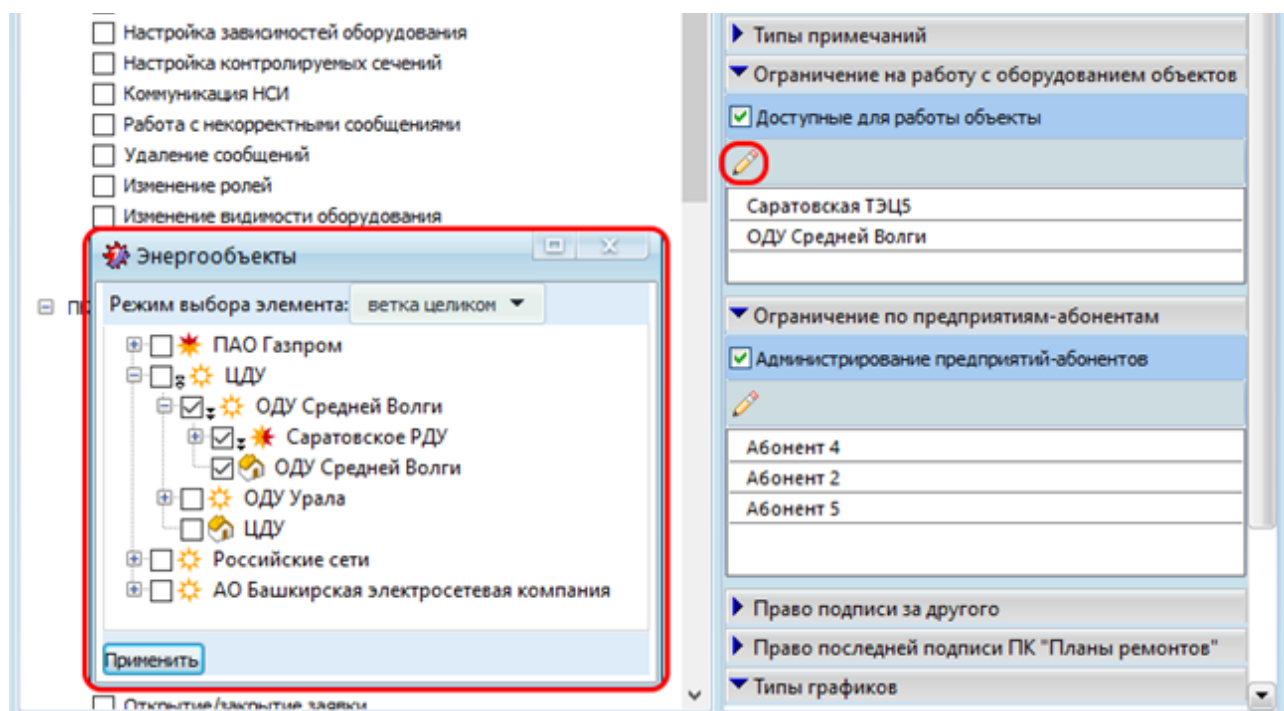 Настройка зависимостей оборудования
Настройка контролируемых сечений
Коммуникация НСИ
Работа с некорректными сообщениями
Удаление сообщений
Изменение ролей
Изменение видимости оборудования
Энергообъекты
Режим выбора элемента: ветка целиком
ПАО Газпром
ЦДУ
ОДУ Средней Волги
Саратовское РДУ
ОДУ Средней Волги
ОДУ Урала
ЦДУ
Российские сети
АО Башкирская электросетевая компания
Применить
Открытие/закрытие заявки
Типы примечаний
Ограничение на работу с оборудованием объектов
Доступные для работы объекты
Саратовская ТЭЦ5
ОДУ Средней Волги
Ограничение по предприятиям-абонентам
Администрирование предприятий-абонентов
Абонент 4
Абонент 2
Абонент 5
Право подписи за другого
Право последней подписи ПК "Планы ремонтов"
Типы графиков